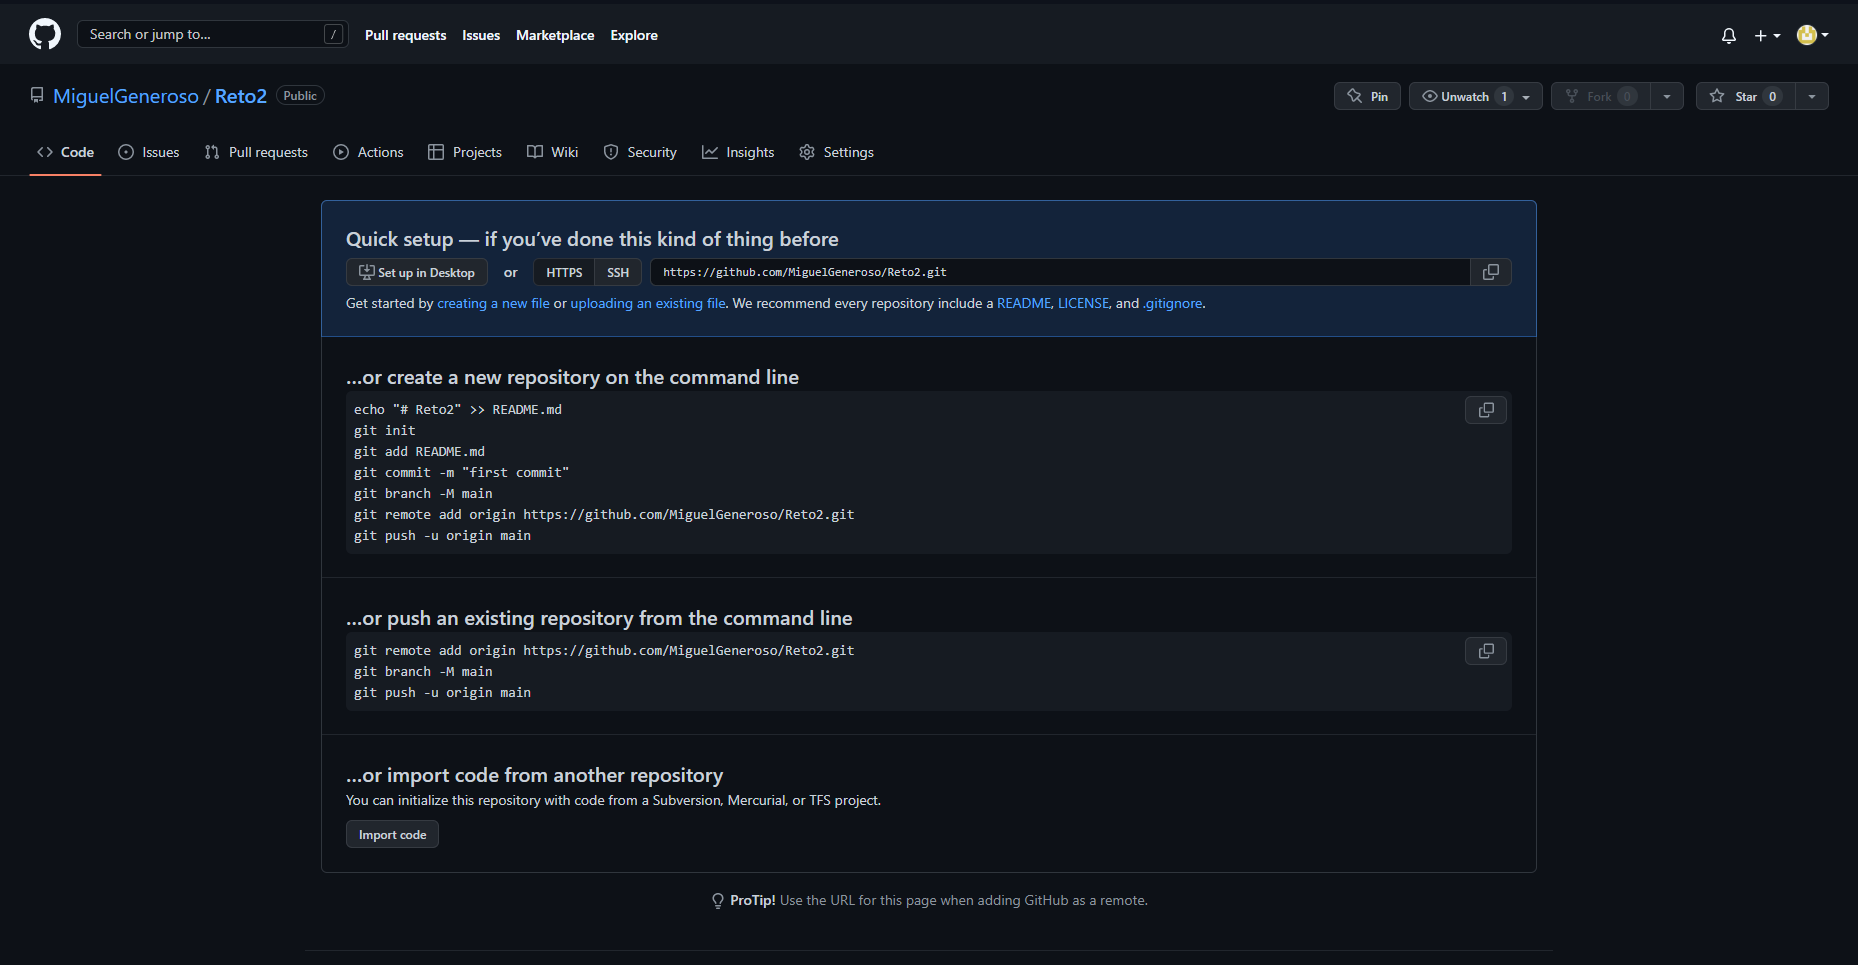 Search or jump to... /
Pull requests Issues Marketplace Explore
MiguelGeneroso / Reto2 Public
Pin Unwatch 1 Fork 0 Star 0
Code Issues Pull requests Actions Projects Wiki Security Insights Settings
Quick setup — if you’ve done this kind of thing before
Set up in Desktop or HTTPS SSH https://github.com/MiguelGeneroso/Reto2.git
Get started by creating a new file or uploading an existing file. We recommend every repository include a README, LICENSE, and .gitignore.
…or create a new repository on the command line
echo "# Reto2" >> README.md
git init
git add README.md
git commit -m "first commit"
git branch -M main
git remote add origin https://github.com/MiguelGeneroso/Reto2.git
git push -u origin main
…or push an existing repository from the command line
git remote add origin https://github.com/MiguelGeneroso/Reto2.git
git branch -M main
git push -u origin main
…or import code from another repository
You can initialize this repository with code from a Subversion, Mercurial, or TFS project.
Import code
ProTip! Use the URL for this page when adding GitHub as a remote.